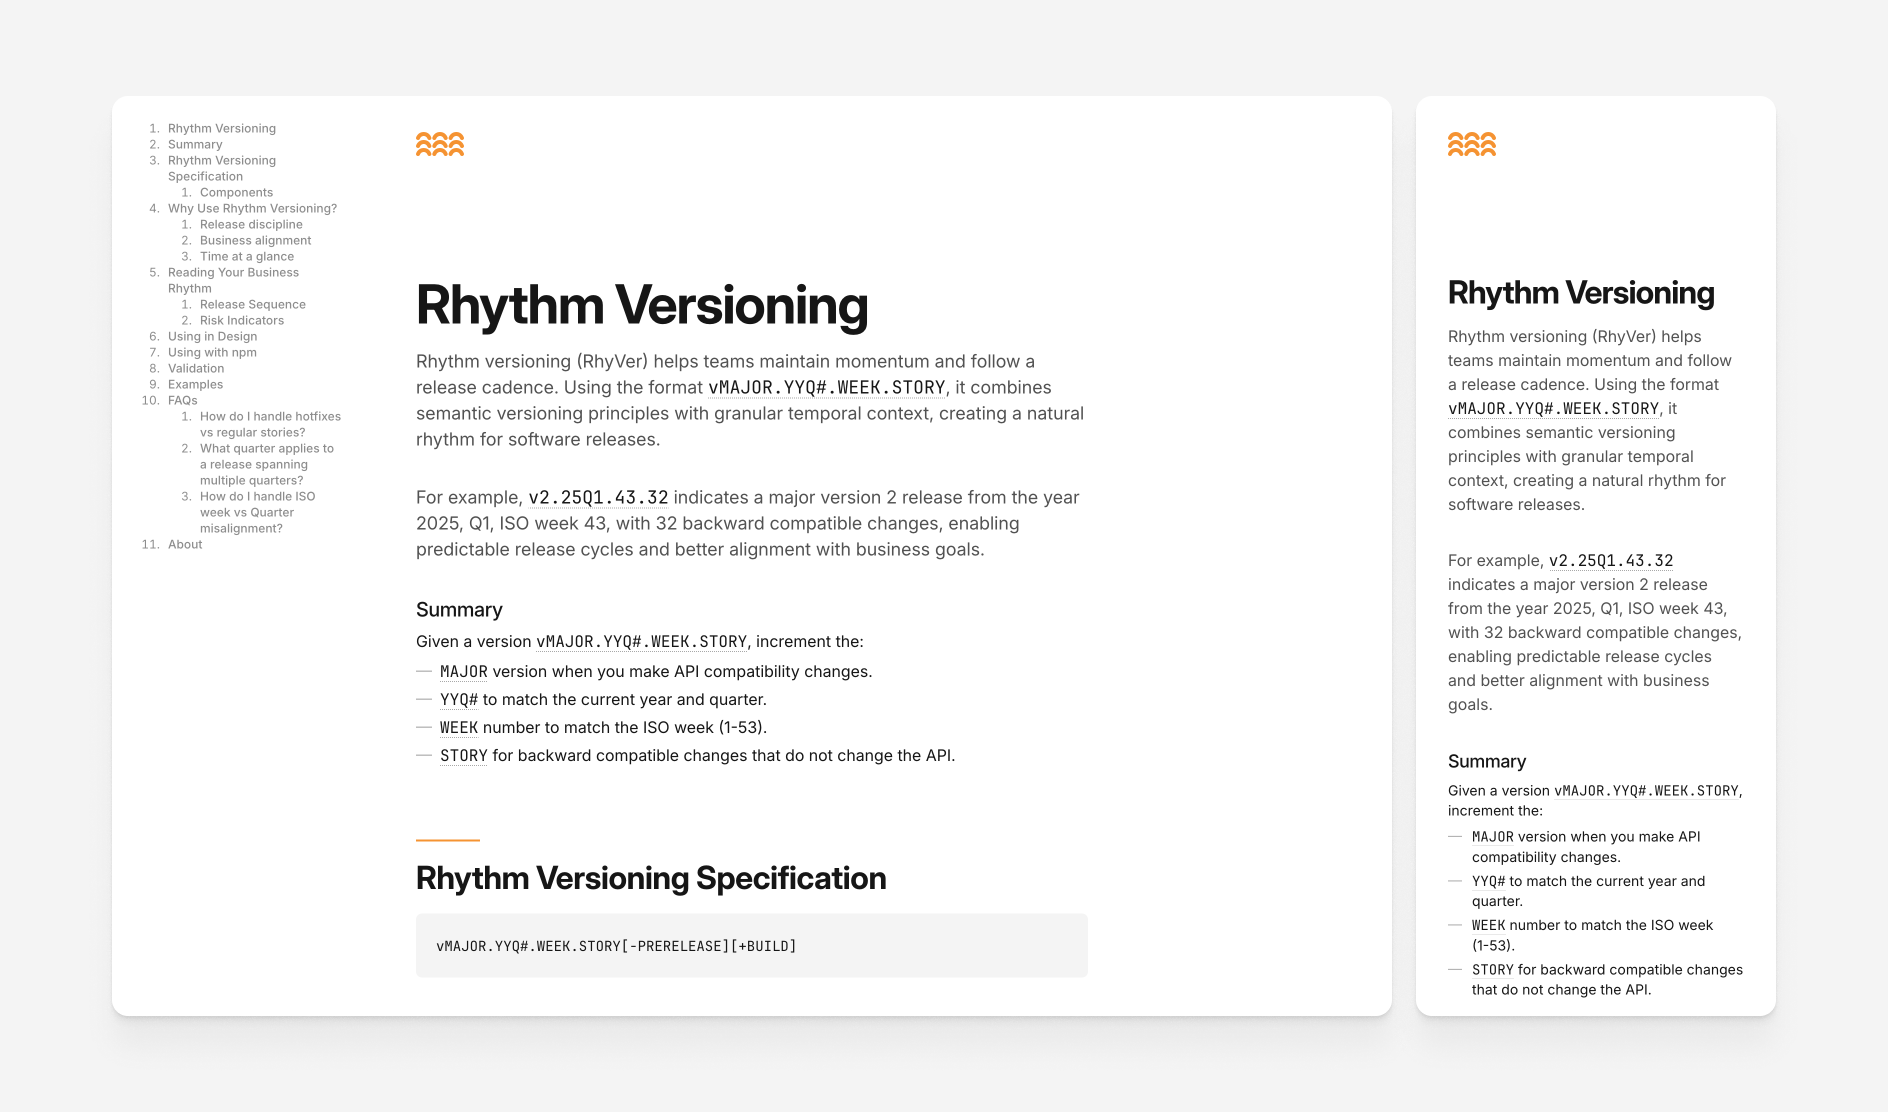 1. Rhythm Versioning
2. Summary
3. Rhythm Versioning
Specification
1. Components
4. Why Use Rhythm Versioning?
1. Release discipline
2. Business alignment
3. Time at a glance
5. Reading Your Business
Rhythm
1. Release Sequence
2. Risk Indicators
6. Using in Design
7. Using with npm
8. Validation
9. Examples
10. FAQs
1. How do I handle hotfixes
vs regular stories?
2. What quarter applies to
a release spanning
multiple quarters?
3. How do I handle ISO
week vs Quarter
misalignment?
11. About
Rhythm Versioning
Rhythm versioning (RhyVer) helps teams maintain momentum and follow a
release cadence. Using the format vMAJOR.YYQ#.WEEK.STORY, it combines
semantic versioning principles with granular temporal context, creating a natural
rhythm for software releases.
For example, v2.25Q1.43.32 indicates a major version 2 release from the year
2025, Q1, ISO week 43, with 32 backward compatible changes, enabling
predictable release cycles and better alignment with business goals.
Summary
Given a version vMAJOR.YYQ#.WEEK.STORY, increment the:
— MAJOR version when you make API compatibility changes.
— YYQ# to match the current year and quarter.
— WEEK number to match the ISO week (1-53).
— STORY for backward compatible changes that do not change the API.
Rhythm Versioning Specification
vMAJOR.YYQ#.WEEK.STORY[-PRERELEASE][+BUILD]
Rhythm Versioning
Rhythm versioning (RhyVer) helps
teams maintain momentum and follow
a release cadence. Using the format
vMAJOR.YYQ#.WEEK.STORY, it
combines semantic versioning
principles with granular temporal
context, creating a natural rhythm for
software releases.
For example, v2.25Q1.43.32
indicates a major version 2 release
from the year 2025, Q1, ISO week 43,
with 32 backward compatible changes,
enabling predictable release cycles
and better alignment with business
goals.
Summary
Given a version vMAJOR.YYQ#.WEEK.STORY,
increment the:
— MAJOR version when you make API
compatibility changes.
— YYQ# to match the current year and
quarter.
— WEEK number to match the ISO week
(1-53).
— STORY for backward compatible changes
that do not change the API.